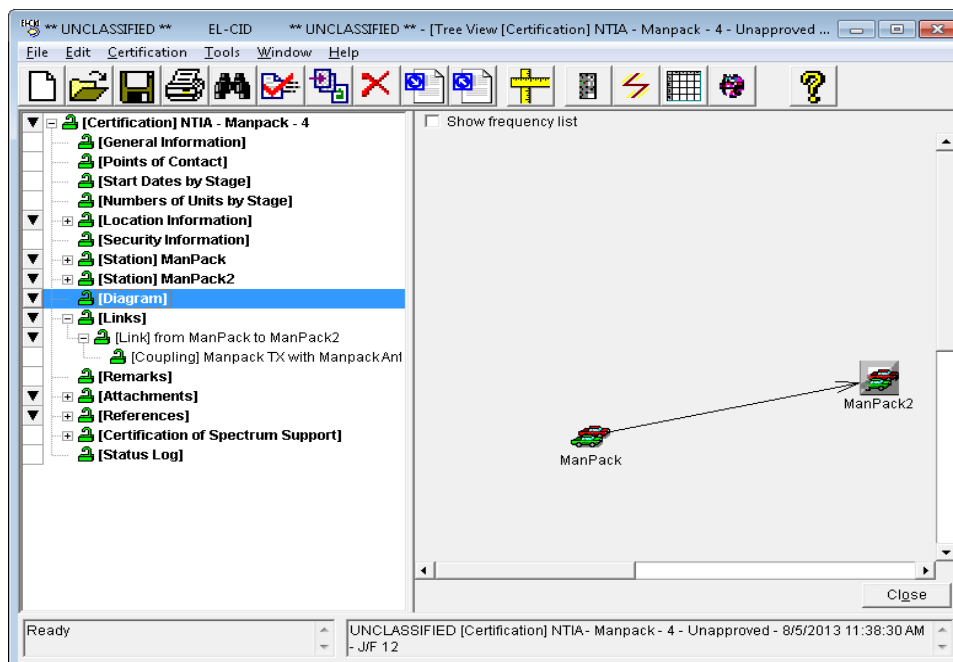 EL-CID ** UNCLASSIFIED ** EL-CID ** UNCLASSIFIED ** - [Tree View [Certification] NTIA - Manpack - 4 - Unapproved ...
File Edit Certification Tools Window Help
[Certification] NTIA - Manpack - 4
[General Information]
[Points of Contact]
[Start Dates by Stage]
[Numbers of Units by Stage]
[Location Information]
[Security Information]
[Station] ManPack
[Station] ManPack2
[Diagram]
[Links]
[Link] from ManPack to ManPack2
[Coupling] Manpack TX with Manpack Ant
[Remarks]
[Attachments]
[References]
[Certification of Spectrum Support]
[Status Log]
Show frequency list
ManPack2
ManPack
Close
Ready
UNCLASSIFIED [Certification] NTIA - Manpack - 4 - Unapproved - 8/5/2013 11:38:30 AM
- J/F 12